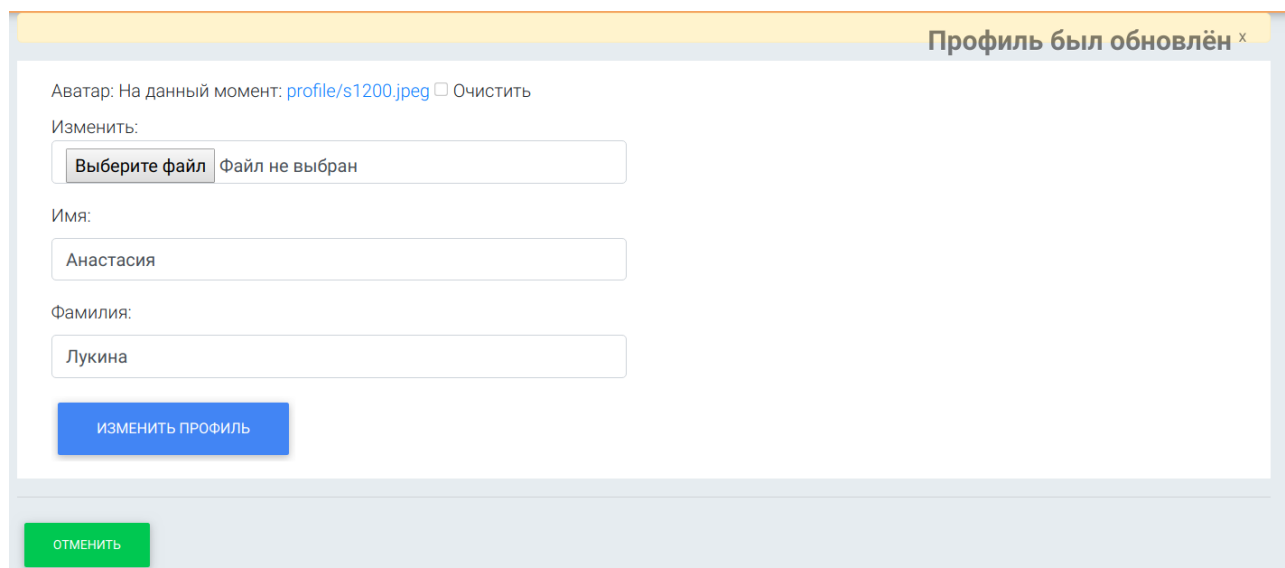 Профиль был обновлён x
Аватар: На данный момент: profile/s1200.jpeg Очистить
Изменить:
Выберите файл Файл не выбран
Имя:
Анастасия
Фамилия:
Лукина
ИЗМЕНИТЬ ПРОФИЛЬ
ОТМЕНИТЬ